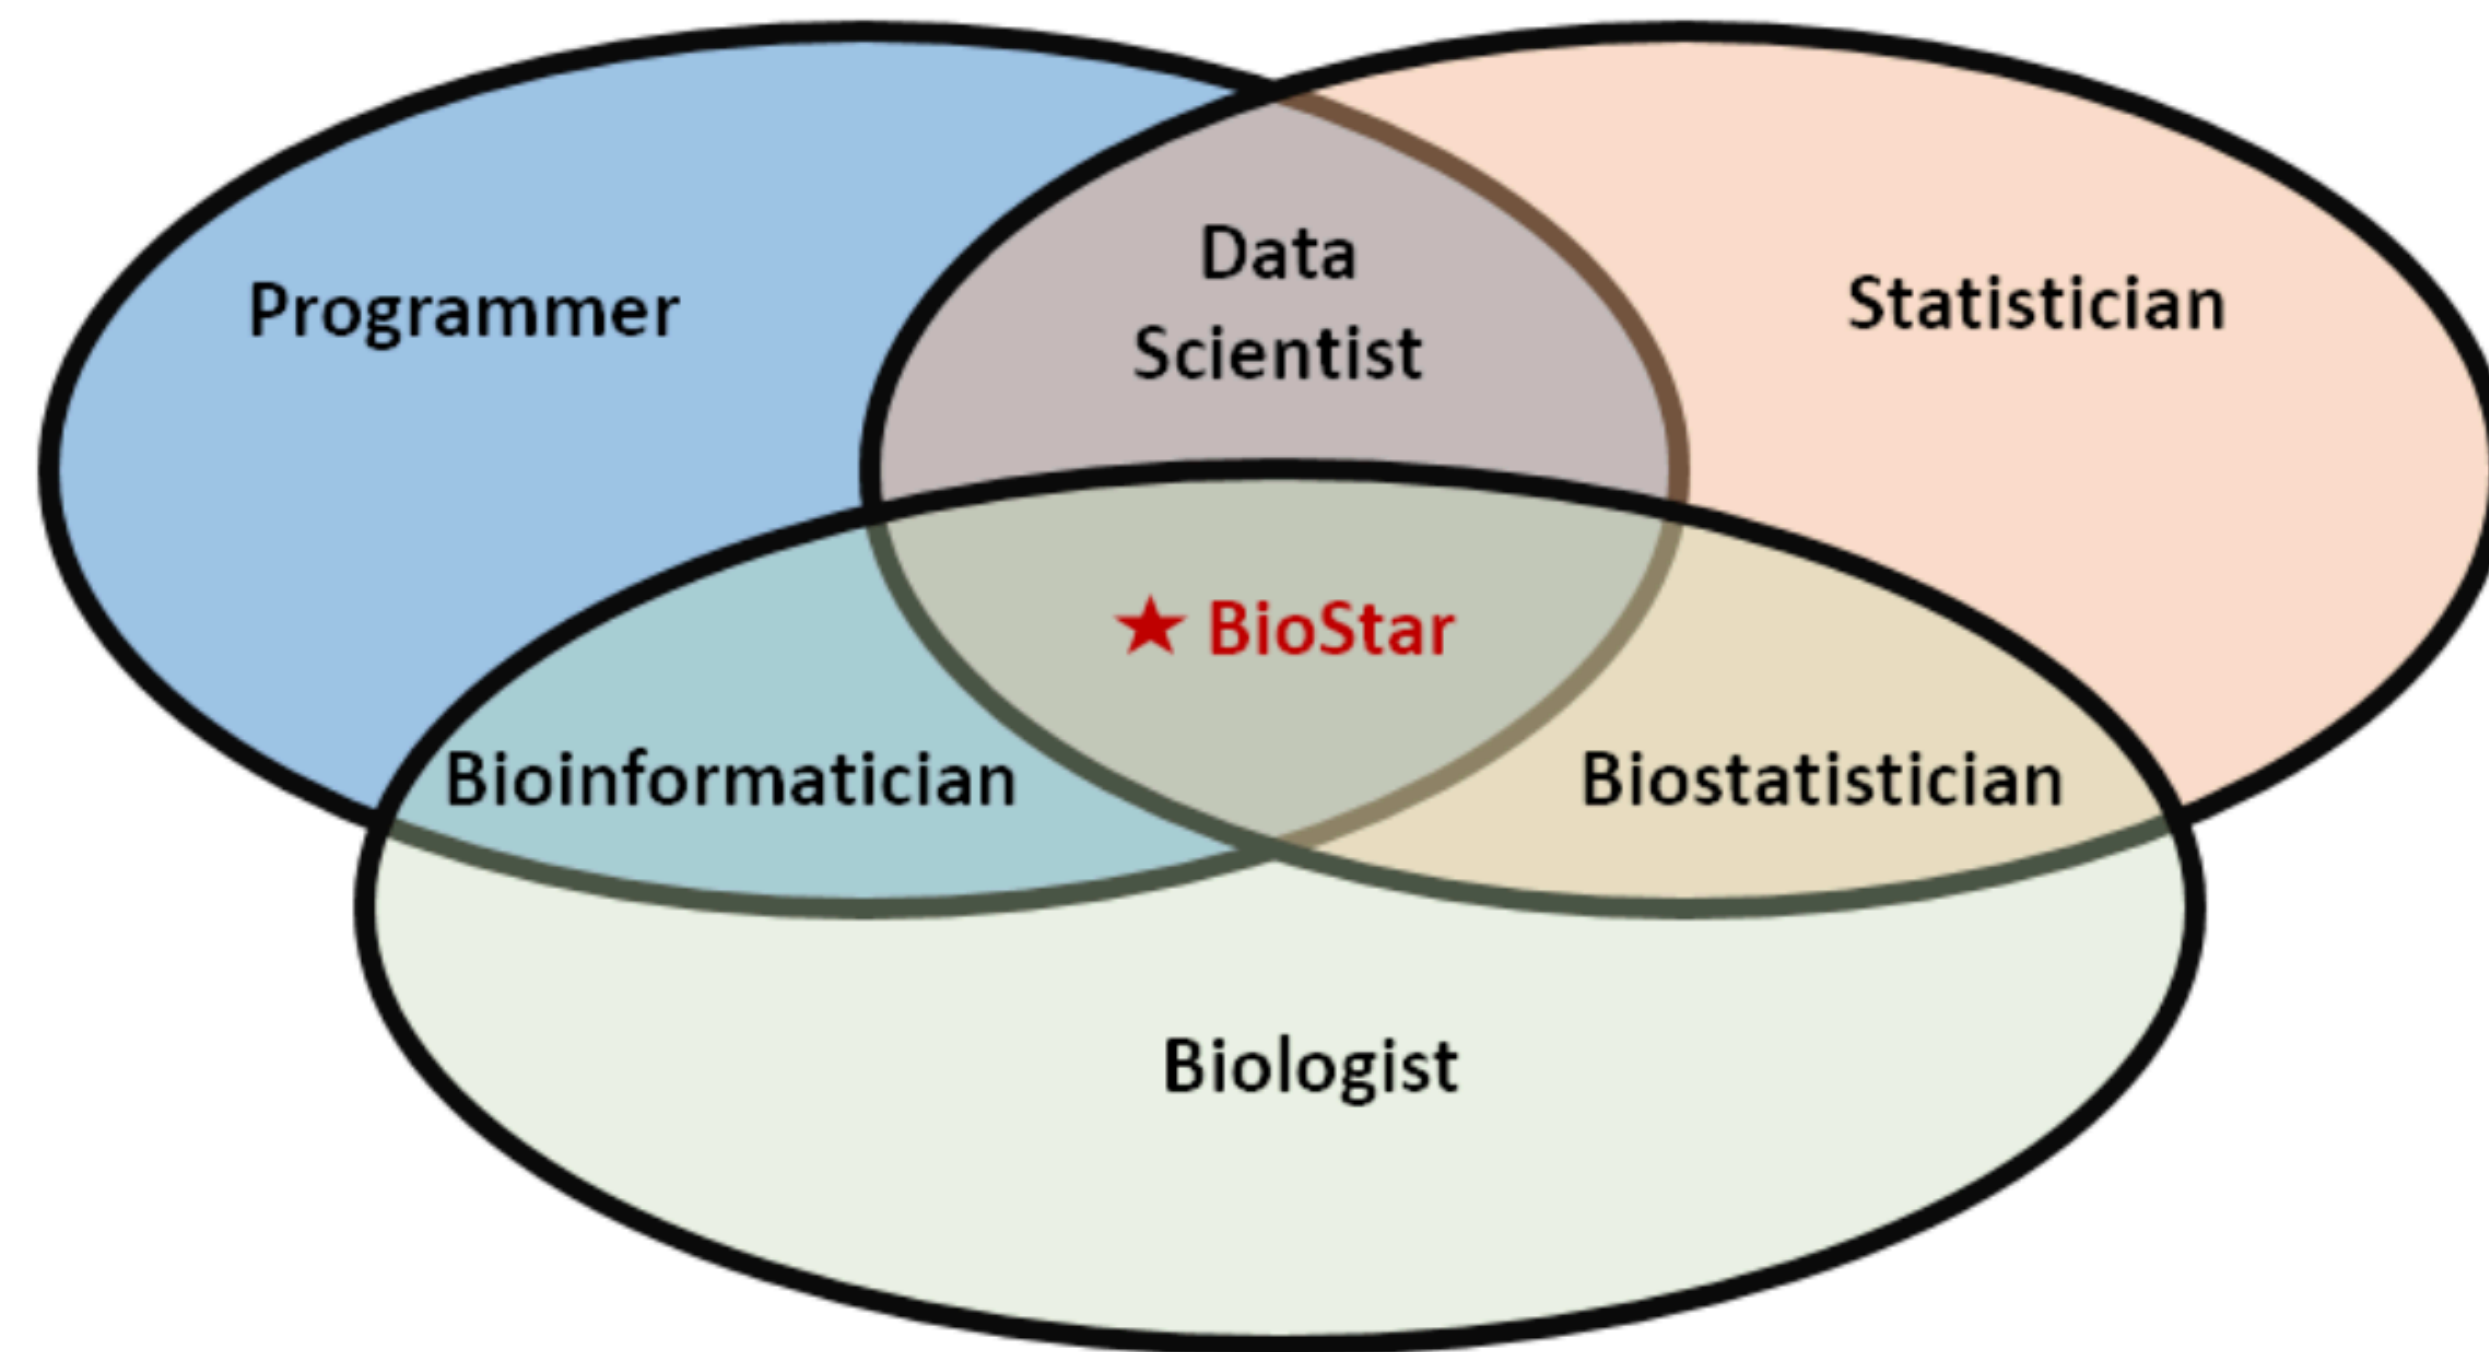 Programmer
Data
Scientist
Statistician
★ BioStar
Bioinformatician
Biostatistician
Biologist